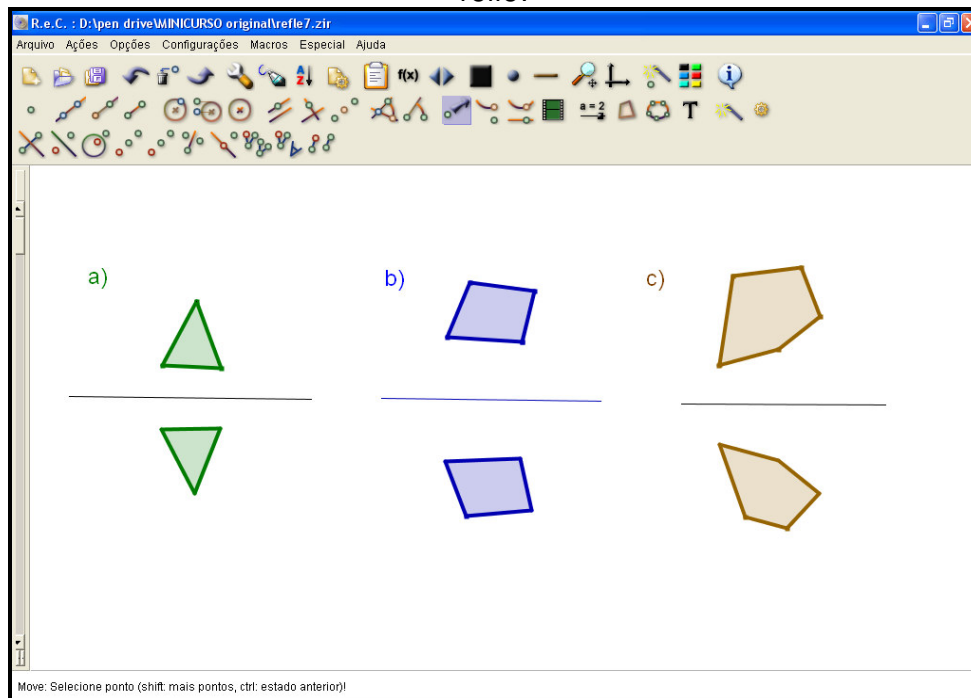 R.e.C. : D:\pen drive\MINICURSO original\refle7.zir
Arquivo Ações Opções Configurações Macros Especial Ajuda
f(x)
a = 2
T
a) b) c)
Move: Selecione ponto (shift: mais pontos, ctrl: estado anterior)!